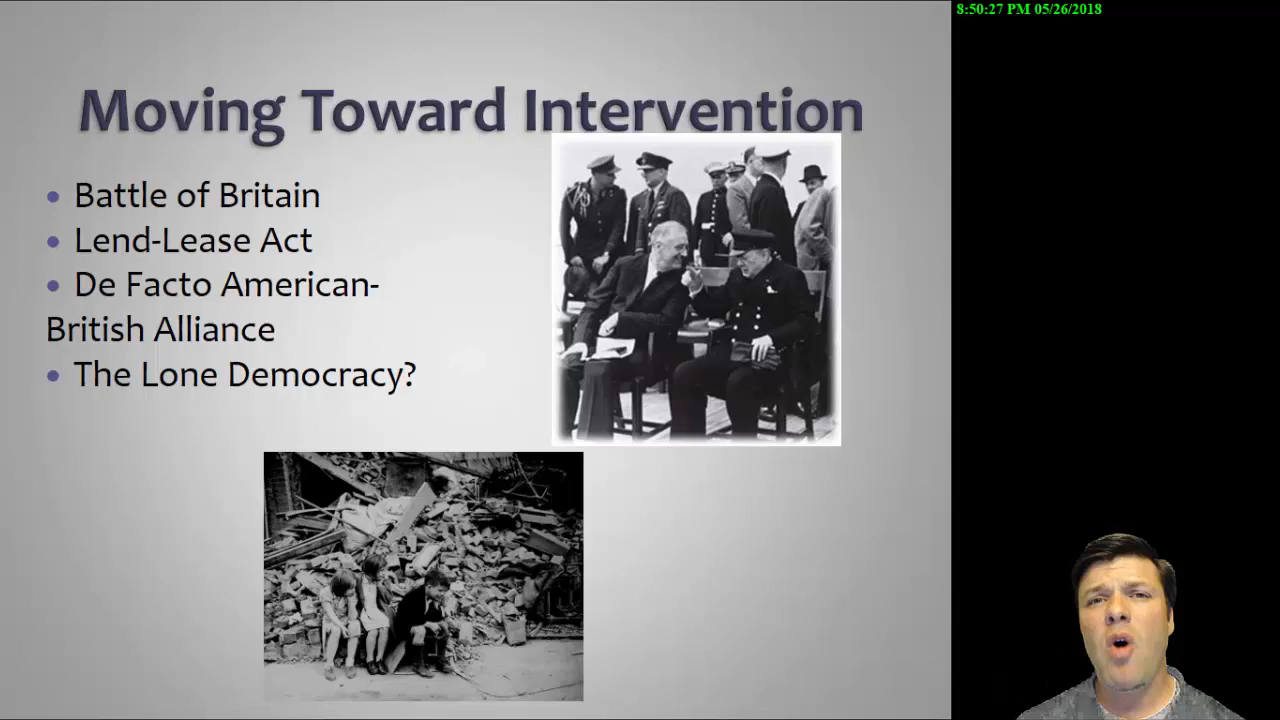 8:50:27 PM 05/26/2018
Moving Toward Intervention
• Battle of Britain
• Lend-Lease Act
• De Facto American-
British Alliance
• The Lone Democracy?